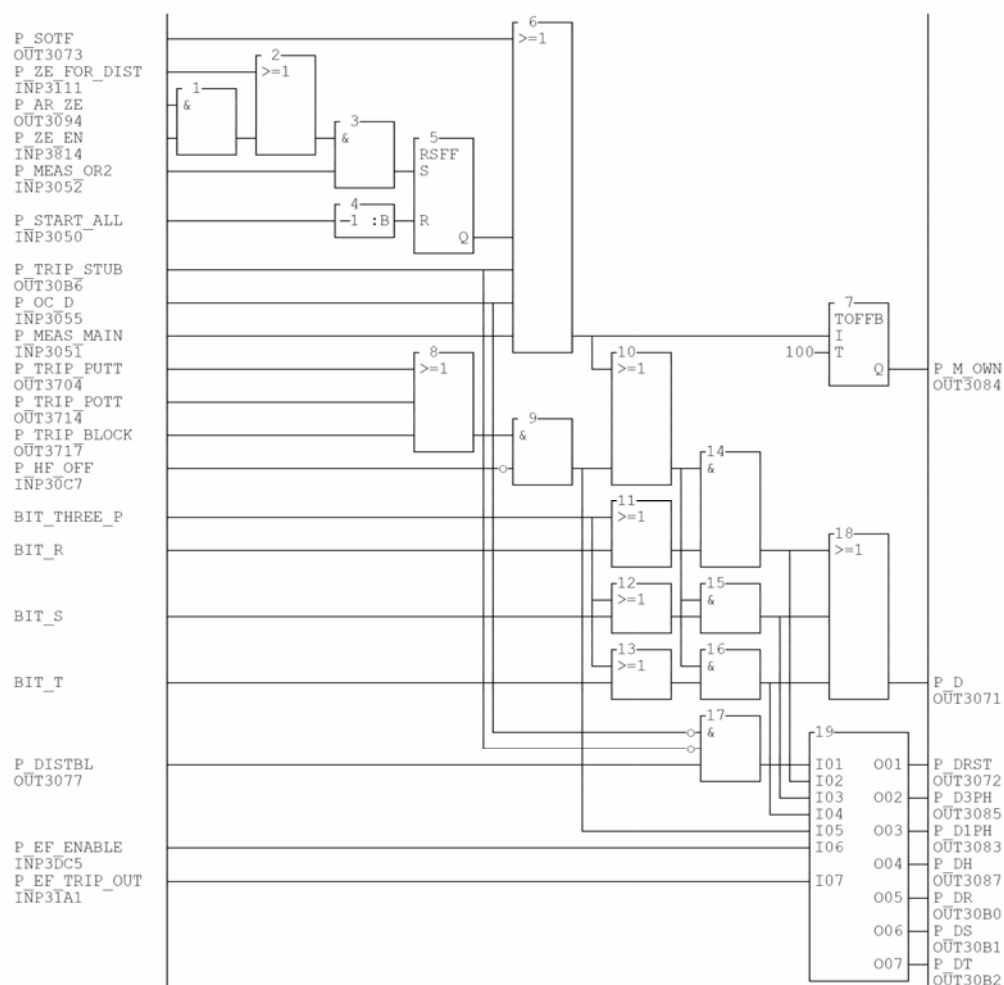 P_SOTF
OUT3073
P_ZE_FOR_DIST
INP3111
P_AR_ZE
OUT3094
P_ZE_EN
INP3814
P_MEAS_OR2
INP3052
P_START_ALL
INP3050
P_TRIP_STUB
OUT30B6
P_OC_D
INP3055
P_MEAS_MAIN
INP3051
P_TRIP_PUTT
OUT3704
P_TRIP_POTT
OUT3714
P_TRIP_BLOCK
OUT3717
P_HF_OFF
INP30C7
BIT_THREE_P
BIT_R
BIT_S
BIT_T
P_DISTBL
OUT3077
P_EF_ENABLE
INP3DC5
P_EF_TRIP_OUT
INP31A1
1
&
2
>=1
3
&
4
-1 :B
5
RSFF
S
R
Q
6
>=1
7
TOFFB
I
100
T
Q
8
>=1
9
&
10
>=1
11
>=1
12
>=1
13
>=1
14
&
15
&
16
&
17
&
18
>=1
19
I01 O01
I02
I03 O02
I04
I05 O03
I06
O04
I07
O05
O06
O07
P_M_OWN
OUT3084
P_D
OUT3071
P_DRST
OUT3072
P_D3PH
OUT3085
P_D1PH
OUT3083
P_DH
OUT3087
P_DR
OUT30B0
P_DS
OUT30B1
P_DT
OUT30B2